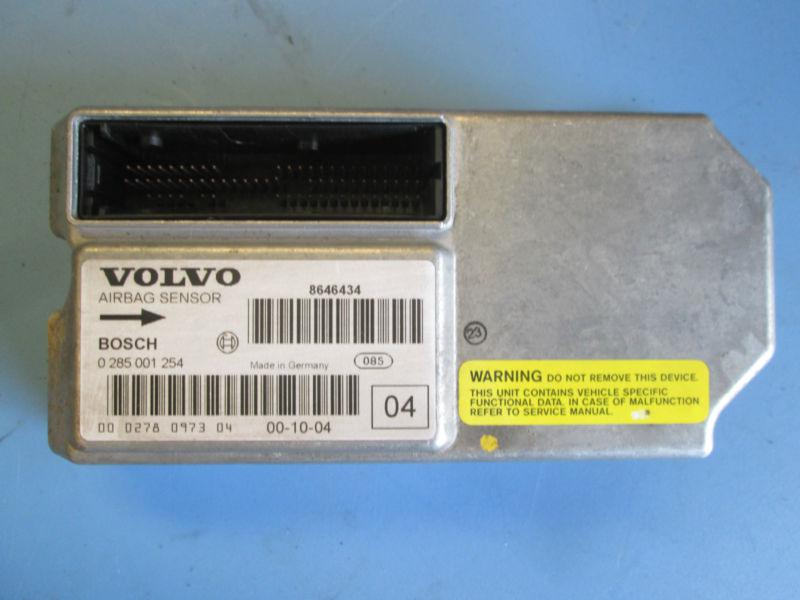 VOLVO
AIRBAG SENSOR
8646434
BOSCH
0 285 001 254
Made in Germany
085
04
00 0278 0973 04
00-10-04
23
WARNING DO NOT REMOVE THIS DEVICE.
THIS UNIT CONTAINS VEHICLE SPECIFIC
FUNCTIONAL DATA. IN CASE OF MALFUNCTION
REFER TO SERVICE MANUAL.